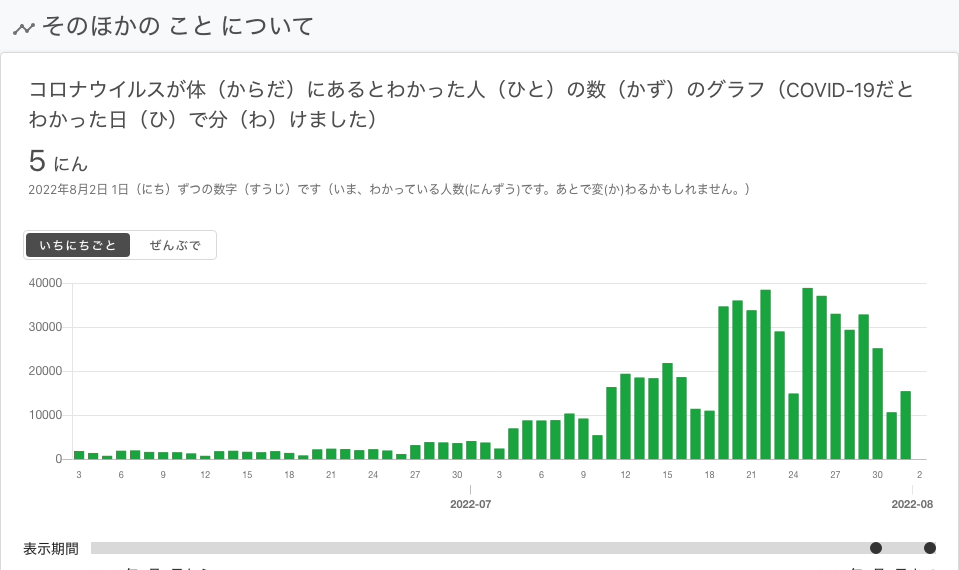 そのほかの こと について
コロナウイルスが体（からだ）にあるとわかった人（ひと）の数（かず）のグラフ（COVID-19だと
わかった日（ひ）で分（わ）けました）
5 にん
2022年8月2日 1日（にち）ずつの数字（すうじ）です（いま、わかっている人数(にんずう)です。あとで変(か)わるかもしれません。）
いちにちごと ぜんぶで
40000
30000
20000
10000
0
3 6 9 12 15 18 21 24 27 30 3 6 9 12 15 18 21 24 27 30 2
2022-07 2022-08
表示期間